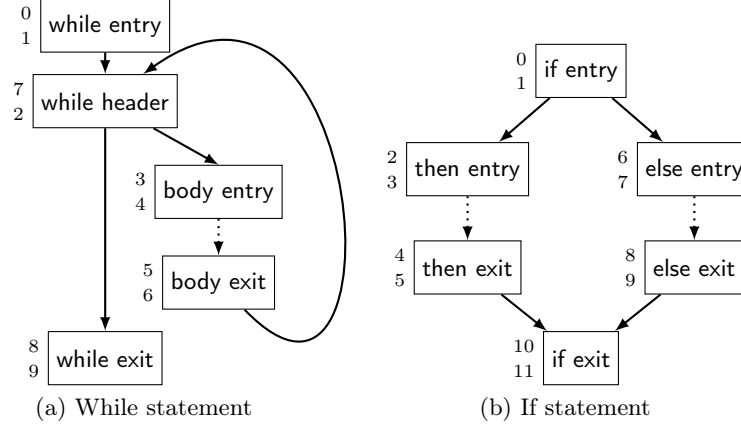 0
1
while entry
7
2
while header
3
4
body entry
5
6
body exit
8
9
while exit
(a) While statement
0
1
if entry
2
3
then entry
6
7
else entry
4
5
then exit
8
9
else exit
10
11
if exit
(b) If statement